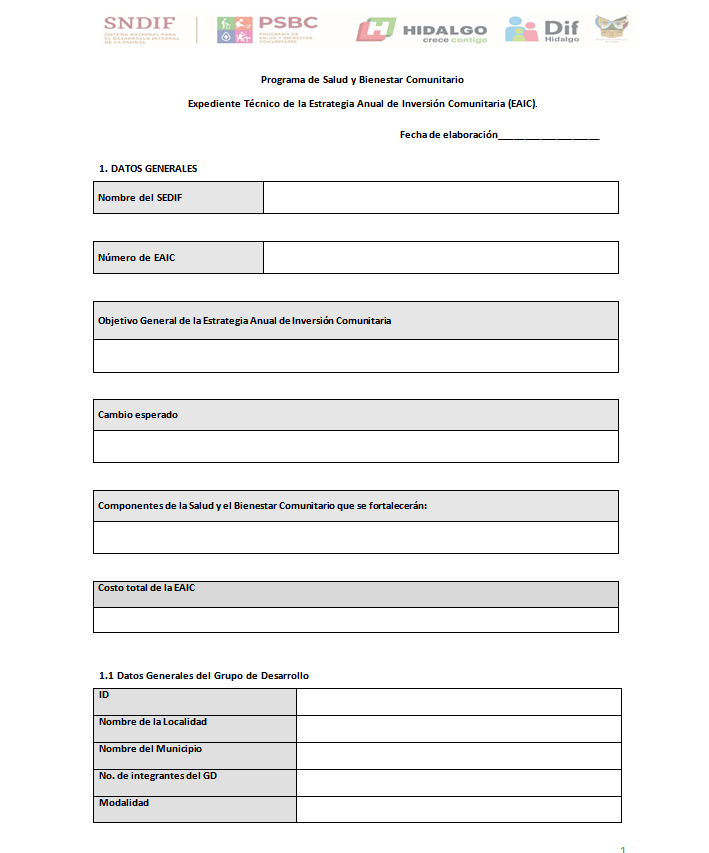 SNDIF
SISTEMA NACIONAL PARA
EL DESARROLLO INTEGRAL
DE LA FAMILIA
PSBC
PROGRAMA DE
SALUD Y BIENESTAR
COMUNITARIO
HIDALGO
crece contigo
Dif
Hidalgo
Programa de Salud y Bienestar Comunitario
Expediente Técnico de la Estrategia Anual de Inversión Comunitaria (EAIC).
Fecha de elaboración___________________
1. DATOS GENERALES
Nombre del SEDIF
Número de EAIC
Objetivo General de la Estrategia Anual de Inversión Comunitaria
Cambio esperado
Componentes de la Salud y el Bienestar Comunitario que se fortalecerán:
Costo total de la EAIC
1.1 Datos Generales del Grupo de Desarrollo
ID
Nombre de la Localidad
Nombre del Municipio
No. de integrantes del GD
Modalidad
1